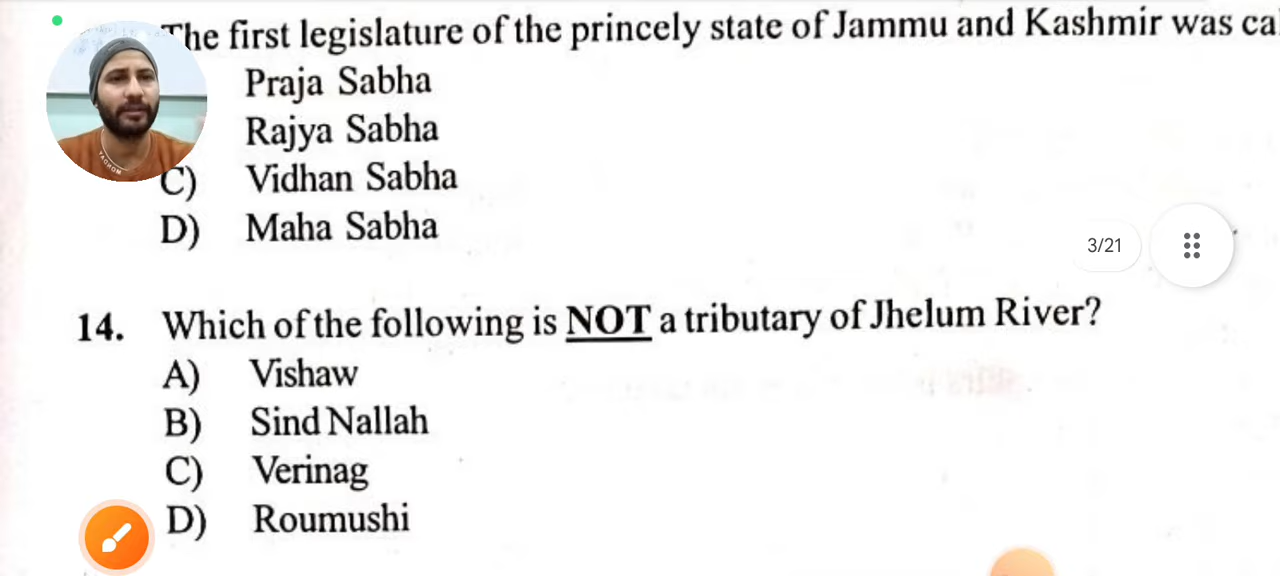 The first legislature of the princely state of Jammu and Kashmir was ca
Praja Sabha
Rajya Sabha
C) Vidhan Sabha
D) Maha Sabha
3/21
14. Which of the following is NOT a tributary of Jhelum River?
A) Vishaw
B) Sind Nallah
C) Verinag
D) Roumushi